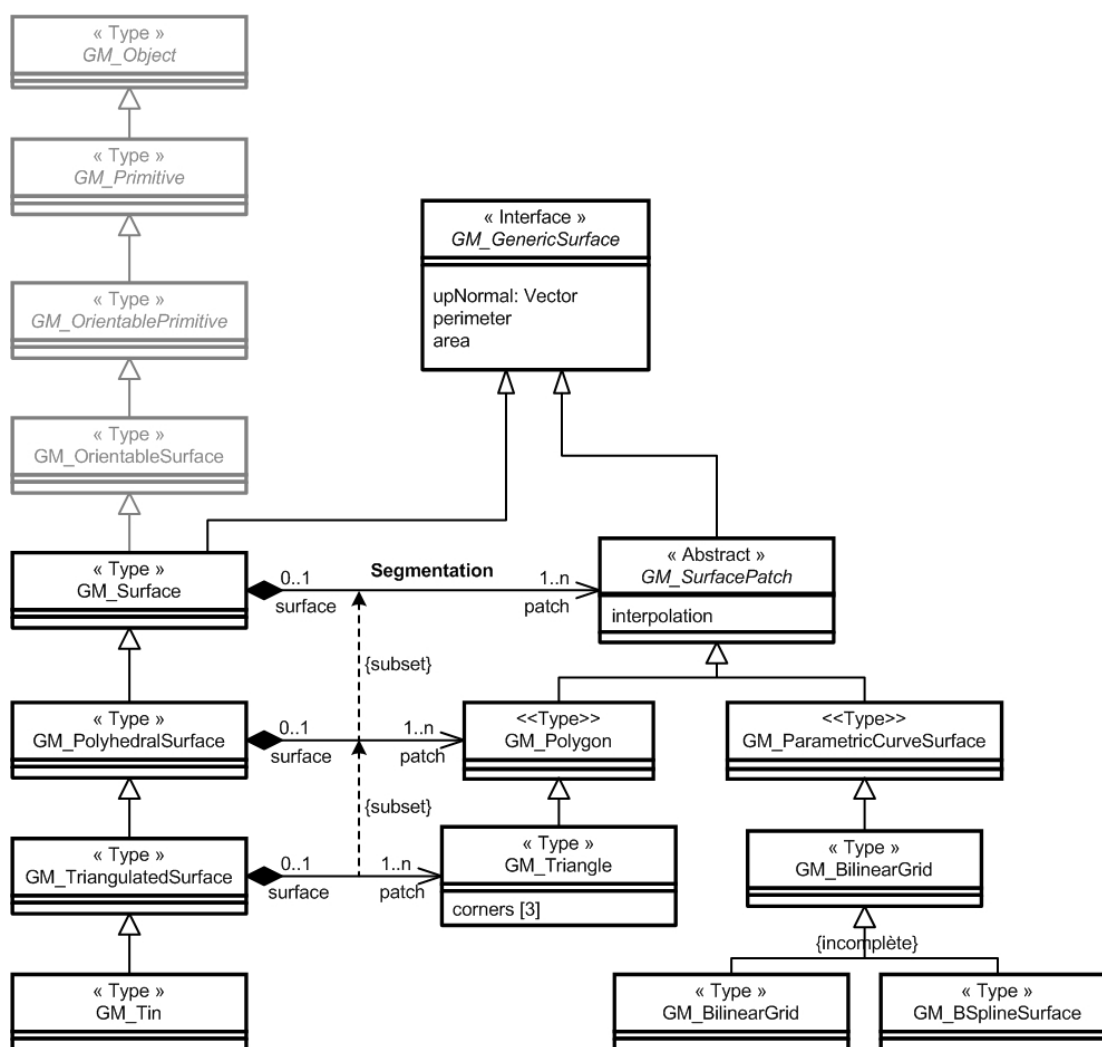 « Type »
GM_Object
« Type »
GM_Primitive
« Type »
GM_OrientablePrimitive
« Type »
GM_OrientableSurface
« Interface »
GM_GenericSurface
upNormal: Vector
perimeter
area
« Type »
GM_Surface
0..1
surface
Segmentation
1..n
patch
« Abstract »
GM_SurfacePatch
interpolation
{subset}
« Type »
GM_PolyhedralSurface
0..1
surface
1..n
patch
<<Type>>
GM_Polygon
<<Type>>
GM_ParametricCurveSurface
{subset}
« Type »
GM_TriangulatedSurface
0..1
surface
1..n
patch
« Type »
GM_Triangle
corners [3]
« Type »
GM_BilinearGrid
{incomplète}
« Type »
GM_Tin
« Type »
GM_BilinearGrid
« Type »
GM_BSplineSurface